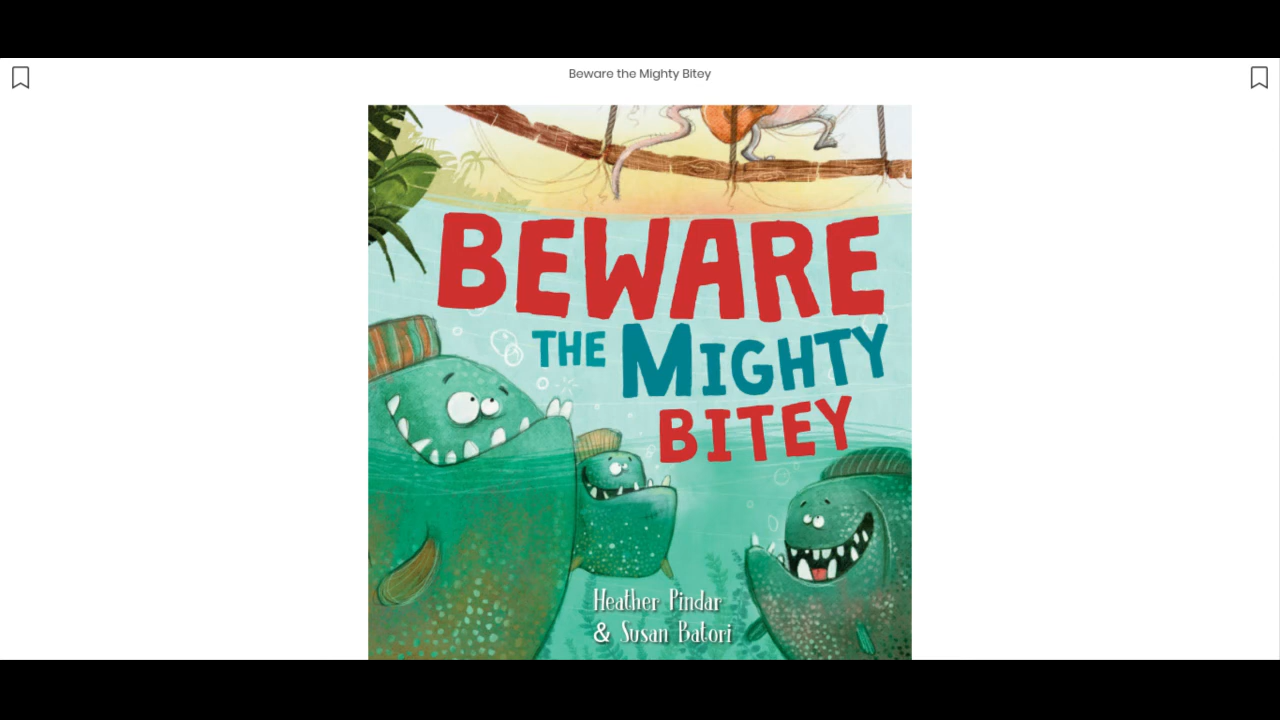 Beware the Mighty Bitey
BEWARE
THE MIGHTY
BITEY
Heather Pindar
& Susan Batori